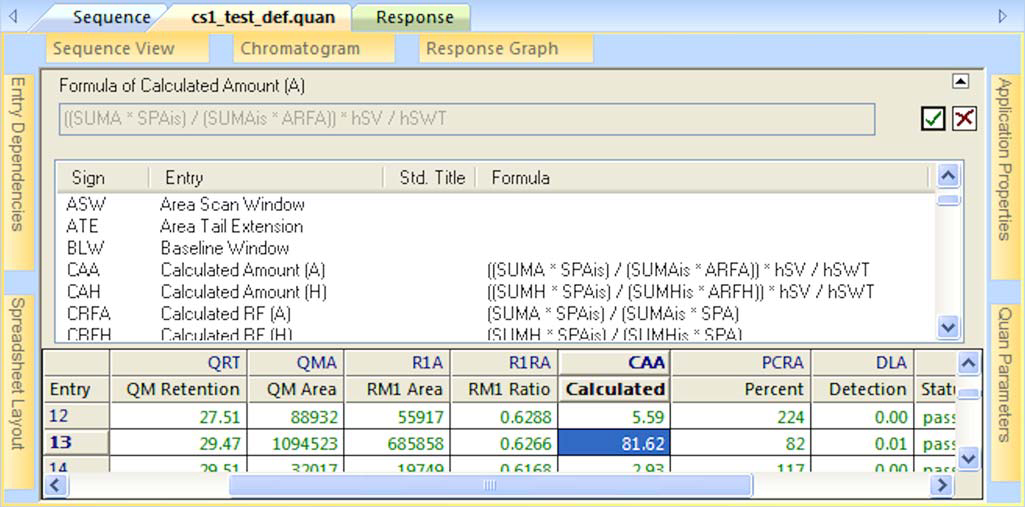 Sequence cs1_test_def.quan Response
Sequence View Chromatogram Response Graph
Entry Dependencies
Spreadsheet Layout
Formula of Calculated Amount (A)
((SUMA * SPAis) / (SUMAis * ARFA)) * hSV / hSWT
Sign Entry Std. Title Formula
ASW Area Scan Window
ATE Area Tail Extension
BLW Baseline Window
CAA Calculated Amount (A) ((SUMA * SPAis) / (SUMAis * ARFA)) * hSV / hSWT
CAH Calculated Amount (H) ((SUMH * SPAis) / (SUMHis * ARFH)) * hSV / hSWT
CRFA Calculated RF (A) (SUMA * SPAis) / (SUMAis * SPA)
CRFH Calculated RF (H) (SUMH * SPAis) / (SUMHis * SPA)
QRT QMA R1A R1RA CAA PCRA DLA
Entry QM Retention QM Area RM1 Area RM1 Ratio Calculated Percent Detection Statu
12 27.51 88932 55917 0.6288 5.59 224 0.00 pass
13 29.47 1094523 685858 0.6266 81.62 82 0.01 pass
14 29.51 32017 19749 0.6168 2.93 117 0.00 pass
Application Properties
Quan Parameters